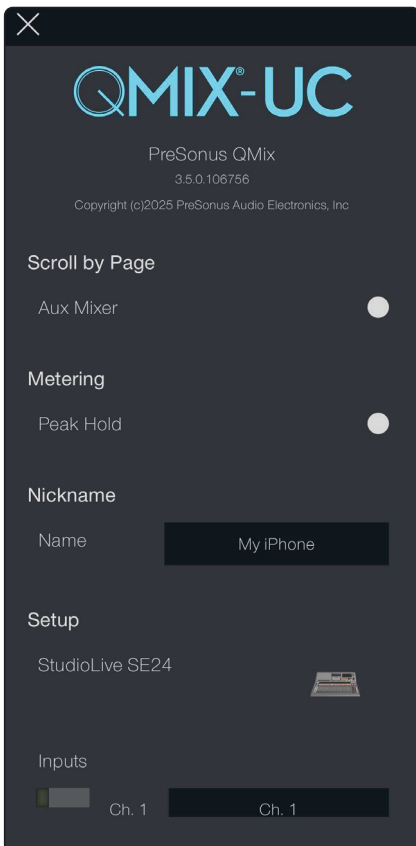 QMIX®-UC
PreSonus QMix
3.5.0.106756
Copyright (c)2025 PreSonus Audio Electronics, Inc
Scroll by Page
Aux Mixer
Metering
Peak Hold
Nickname
Name My iPhone
Setup
StudioLive SE24
Inputs
Ch. 1 Ch. 1